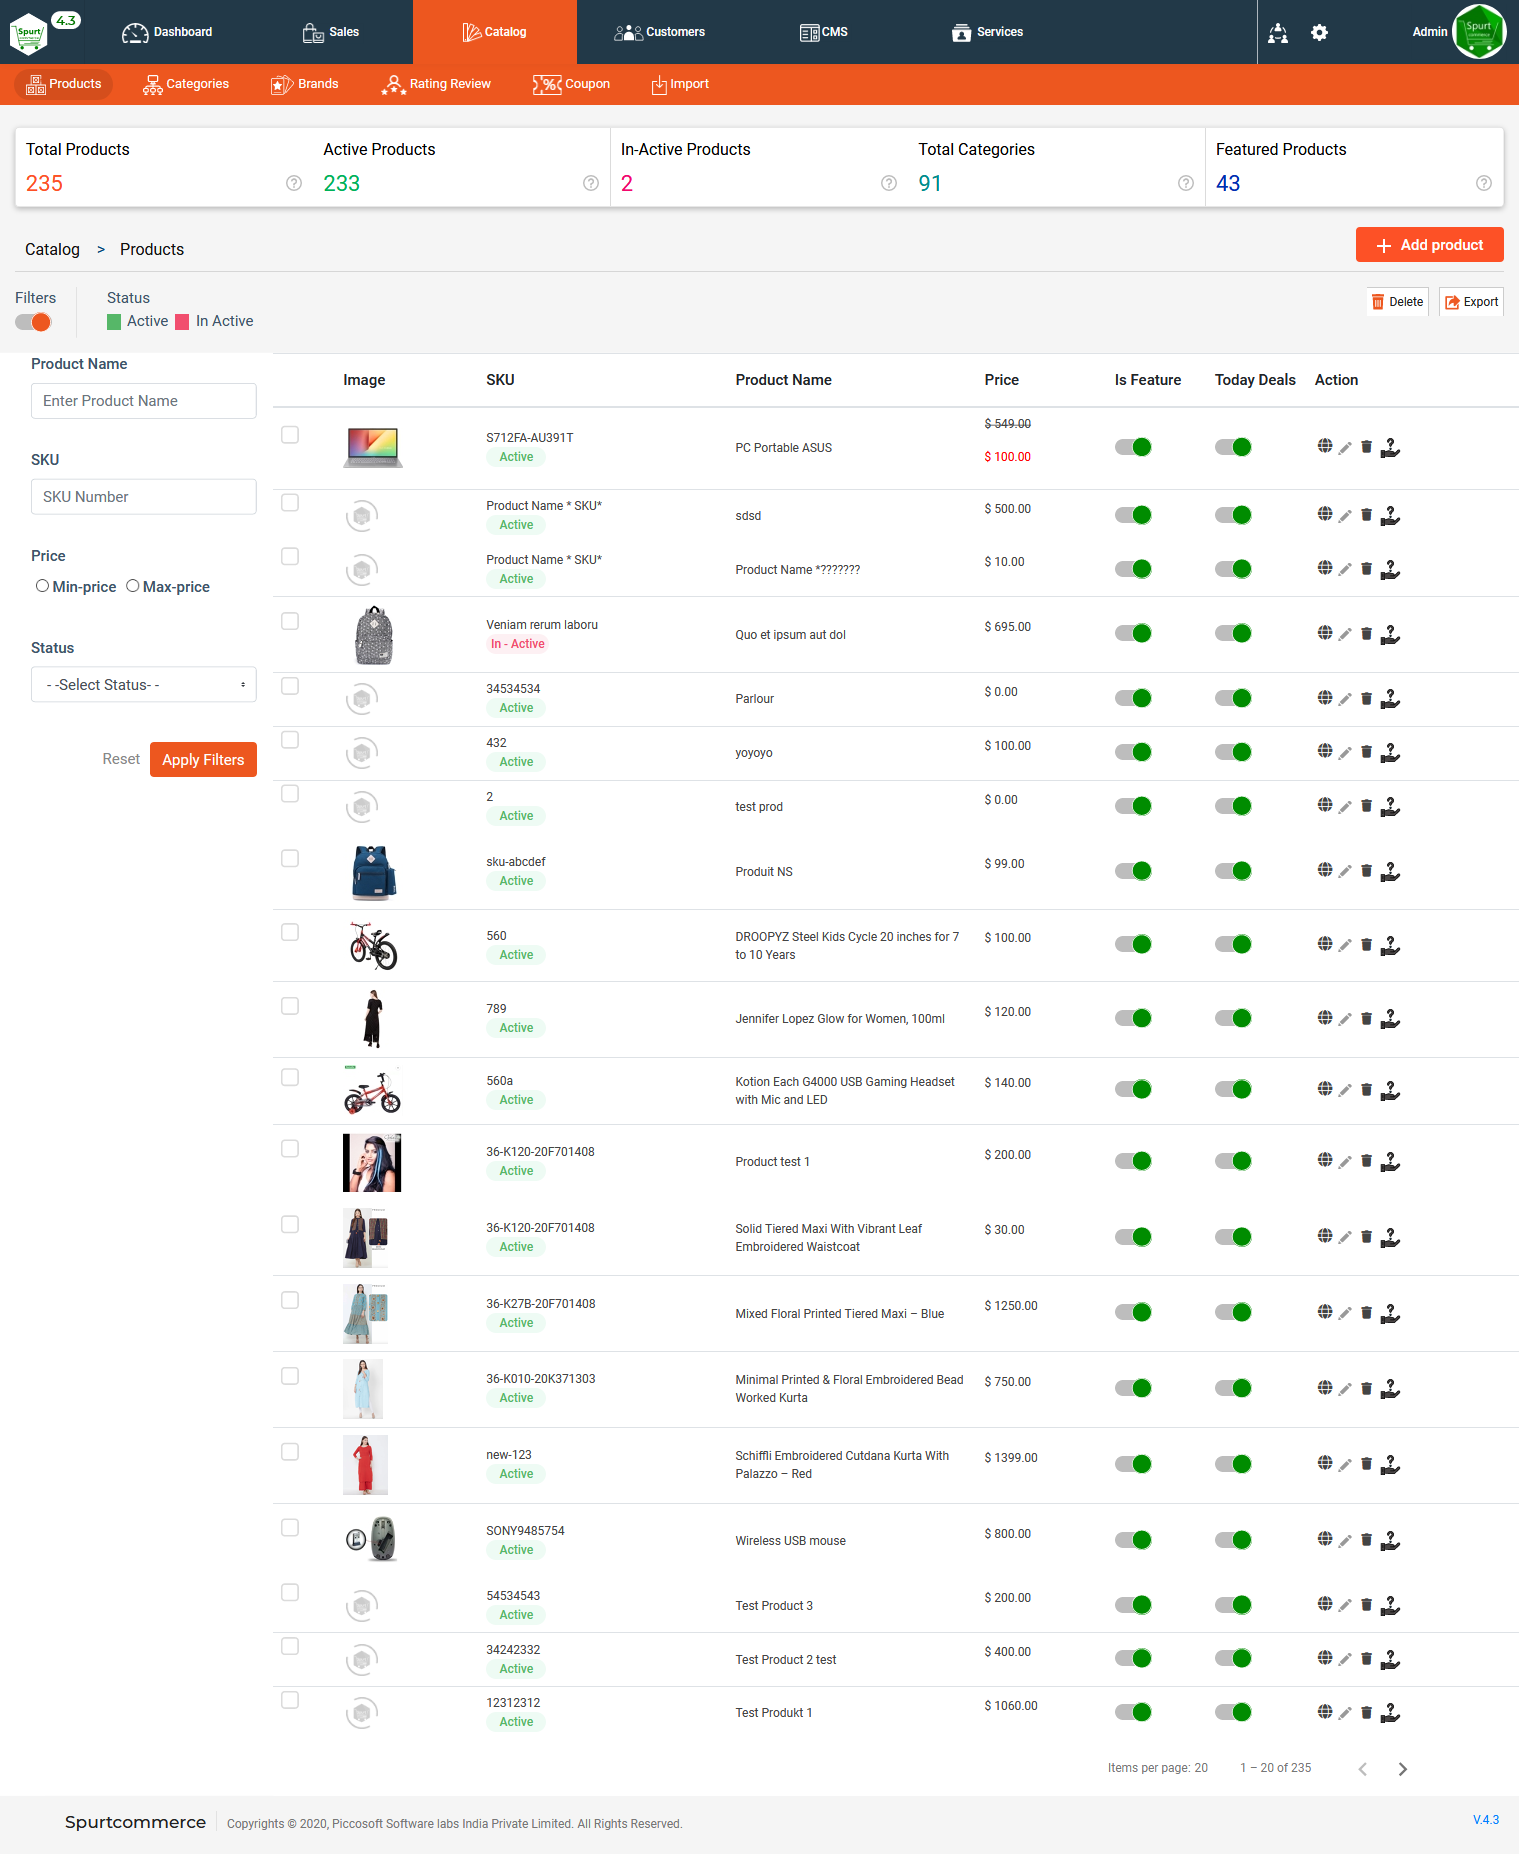 Spurt 4.3 Dashboard Sales Catalog Customers CMS Services Admin Spurt
Products Categories Brands Rating Review Coupon Import
Total Products Active Products In-Active Products Total Categories Featured Products
235 233 2 91 43
Catalog > Products + Add product
Filters Status Delete Export
Active In Active
Product Name
Enter Product Name
SKU
SKU Number
Price
Min-price Max-price
Status
- -Select Status- -
Reset Apply Filters
Image SKU Product Name Price Is Feature Today Deals Action
S712FA-AU391T
Active
PC Portable ASUS
$ 549.00
$ 100.00
Product Name * SKU*
Active
sdsd
$ 500.00
Product Name * SKU*
Active
Product Name *???????
$ 10.00
Veniam rerum laboru
In - Active
Quo et ipsum aut dol
$ 695.00
34534534
Active
Parlour
$ 0.00
432
Active
yoyoyo
$ 100.00
2
Active
test prod
$ 0.00
sku-abcdef
Active
Produit NS
$ 99.00
560
Active
DROOPYZ Steel Kids Cycle 20 inches for 7
to 10 Years
$ 100.00
789
Active
Jennifer Lopez Glow for Women, 100ml
$ 120.00
560a
Active
Kotion Each G4000 USB Gaming Headset
with Mic and LED
$ 140.00
36-K120-20F701408
Active
Product test 1
$ 200.00
36-K120-20F701408
Active
Solid Tiered Maxi With Vibrant Leaf
Embroidered Waistcoat
$ 30.00
36-K27B-20F701408
Active
Mixed Floral Printed Tiered Maxi – Blue
$ 1250.00
36-K010-20K371303
Active
Minimal Printed & Floral Embroidered Bead
Worked Kurta
$ 750.00
new-123
Active
Schiffli Embroidered Cutdana Kurta With
Palazzo – Red
$ 1399.00
SONY9485754
Active
Wireless USB mouse
$ 800.00
54534543
Active
Test Product 3
$ 200.00
34242332
Active
Test Product 2 test
$ 400.00
12312312
Active
Test Produkt 1
$ 1060.00
Items per page: 20 1 – 20 of 235
Spurtcommerce Copyrights © 2020, Piccosoft Software labs India Private Limited. All Rights Reserved. V.4.3